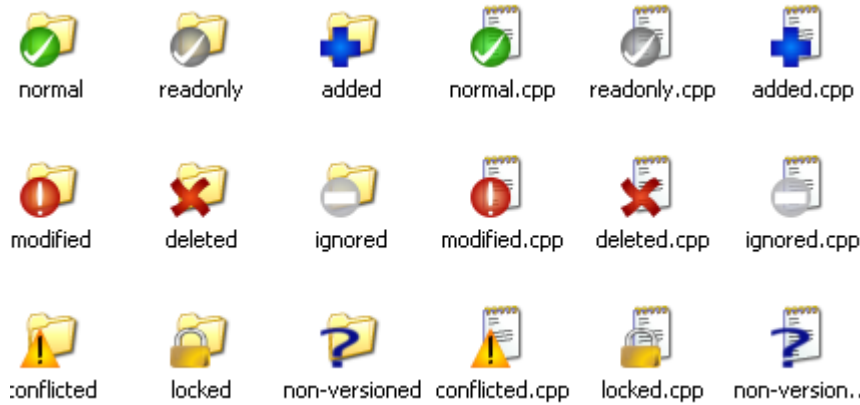 normal readonly added normal.cpp readonly.cpp added.cpp
modified deleted ignored modified.cpp deleted.cpp ignored.cpp
conflicted locked non-versioned conflicted.cpp locked.cpp non-version..